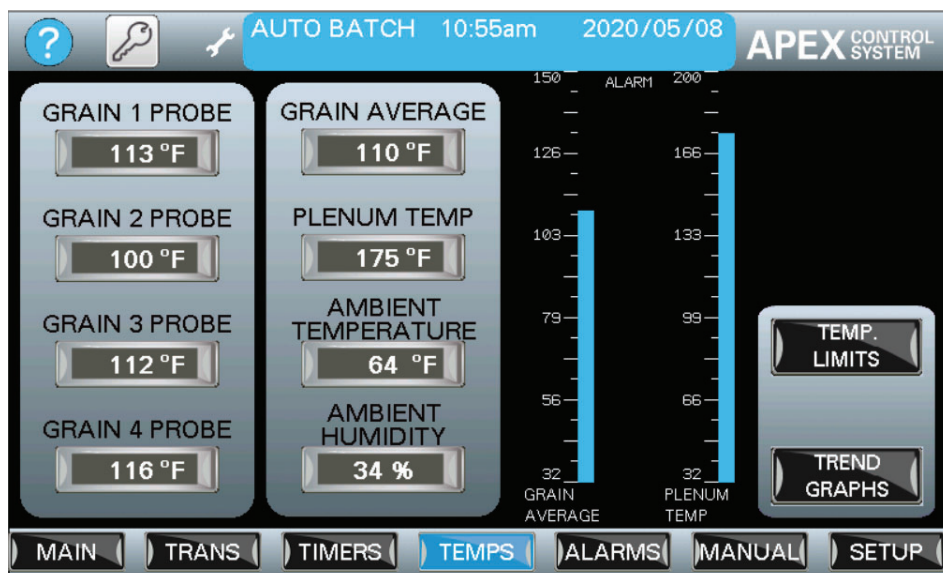 ?
AUTO BATCH 10:55am 2020/05/08
APEX CONTROL SYSTEM
GRAIN 1 PROBE
113 °F
GRAIN 2 PROBE
100 °F
GRAIN 3 PROBE
112 °F
GRAIN 4 PROBE
116 °F
GRAIN AVERAGE
110 °F
PLENUM TEMP
175 °F
AMBIENT
TEMPERATURE
64 °F
AMBIENT
HUMIDITY
34 %
ALARM
150
126
103
79
56
32
GRAIN
AVERAGE
200
166
133
99
66
32
PLENUM
TEMP
TEMP.
LIMITS
TREND
GRAPHS
MAIN TRANS TIMERS TEMPS ALARMS MANUAL SETUP